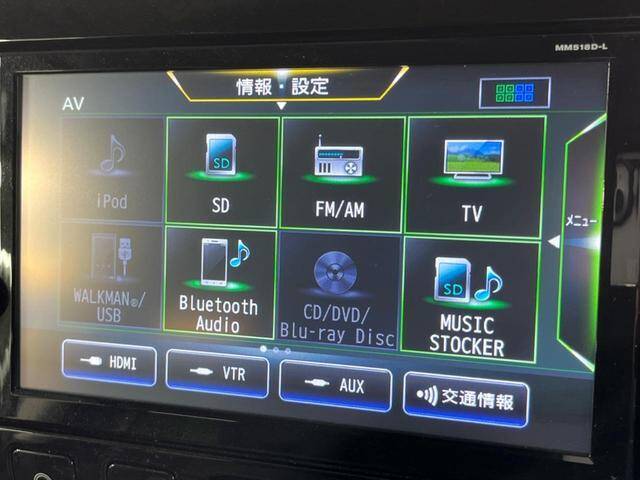 MM518D-L
情報・設定
AV
iPod
SD
SD
FM/AM
TV
メニュー
WALKMAN®/
USB
Bluetooth
Audio
CD/DVD/
Blu-ray Disc
SD
MUSIC
STOCKER
HDMI
VTR
AUX
交通情報